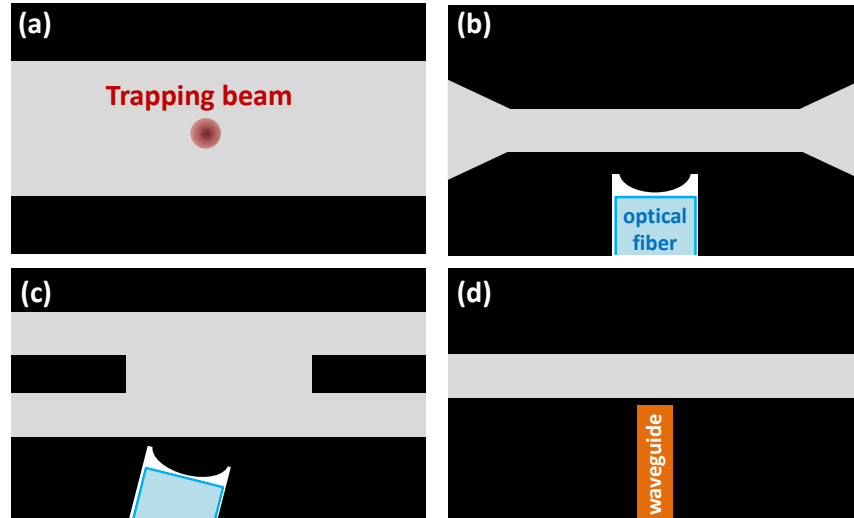 (a)
Trapping beam
(b)
optical
fiber
(c)
(d)
waveguide